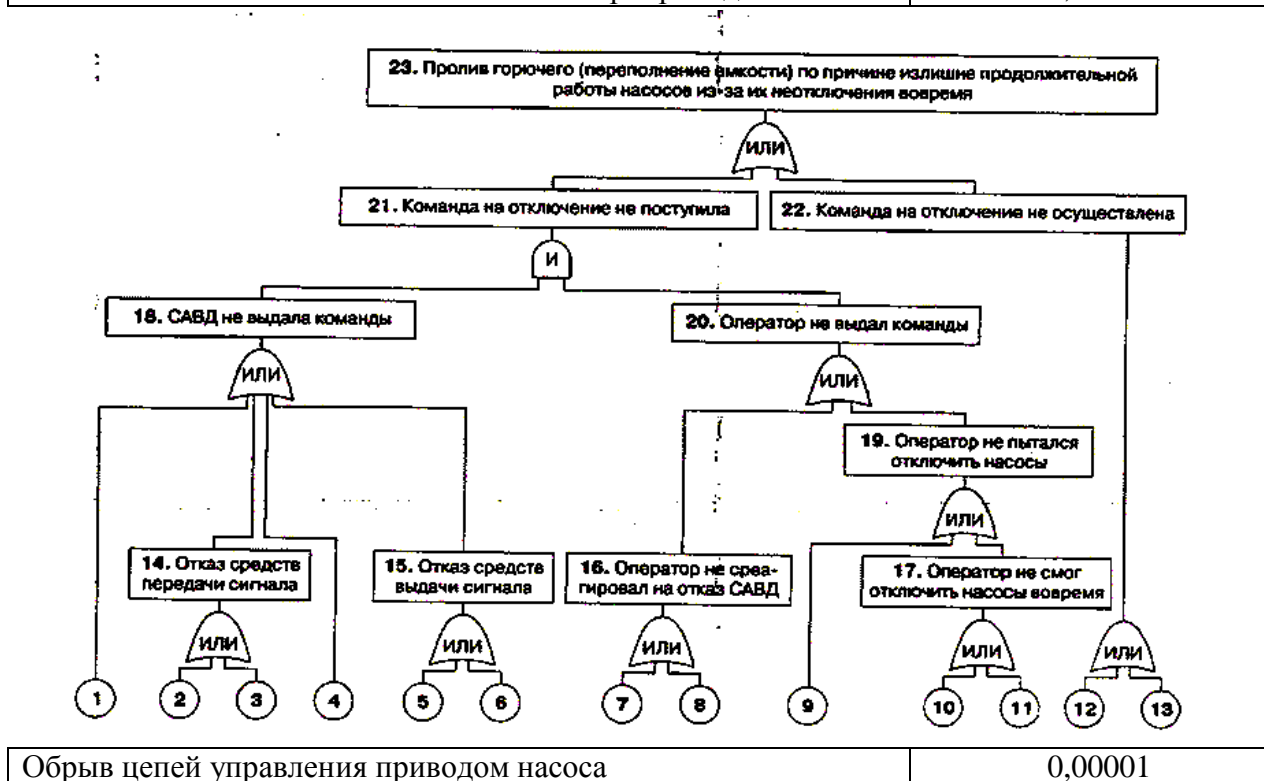 23. Пролив горючего (переполнение емкости) по причине излишне продолжительной
работы насосов из-за их неотключения вовремя
ИЛИ
21. Команда на отключение не поступила
22. Команда на отключение не осуществлена
И
18. САВД не выдала команды
20. Оператор не выдал команды
ИЛИ
ИЛИ
19. Оператор не пытался
отключить насосы
ИЛИ
14. Отказ средств
передачи сигнала
15. Отказ средств
выдачи сигнала
16. Оператор не среа-
гировал на отказ САВД
17. Оператор не смог
отключить насосы вовремя
ИЛИ
ИЛИ
ИЛИ
ИЛИ
ИЛИ
1
2
3
4
5
6
7
8
9
10
11
12
13
Обрыв цепей управления приводом насоса
0,00001